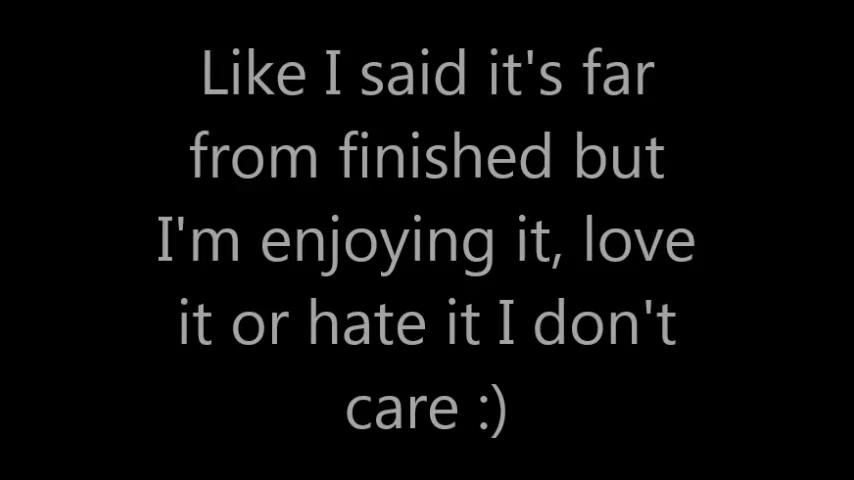 Like I said it's far
from finished but
I'm enjoying it, love
it or hate it I don't
care :)